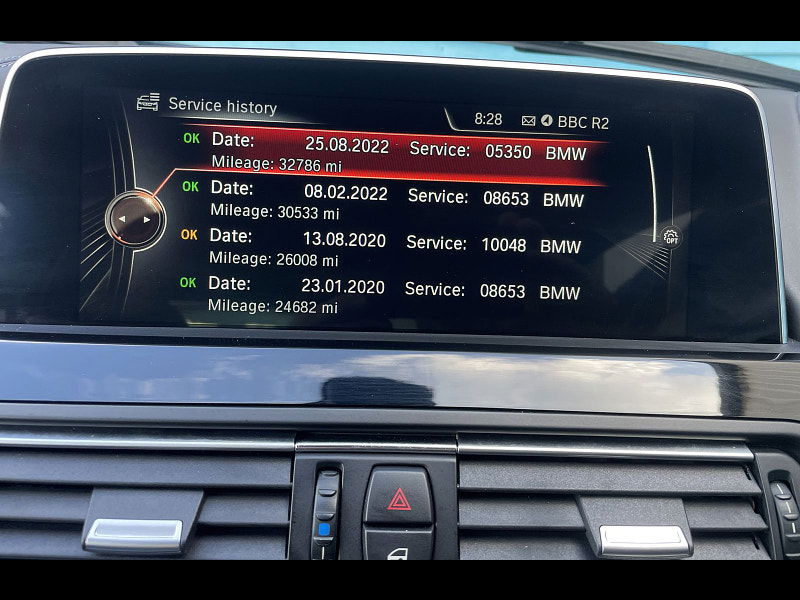 Service history
8:28 BBC R2
OK Date: 25.08.2022 Service: 05350 BMW
Mileage: 32786 mi
OK Date: 08.02.2022 Service: 08653 BMW
Mileage: 30533 mi
OK Date: 13.08.2020 Service: 10048 BMW
Mileage: 26008 mi
OK Date: 23.01.2020 Service: 08653 BMW
Mileage: 24682 mi
OPT